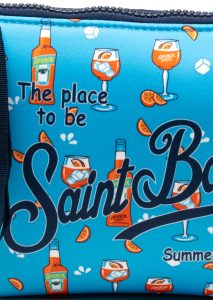 The place
to be
Saint Ba
Summe